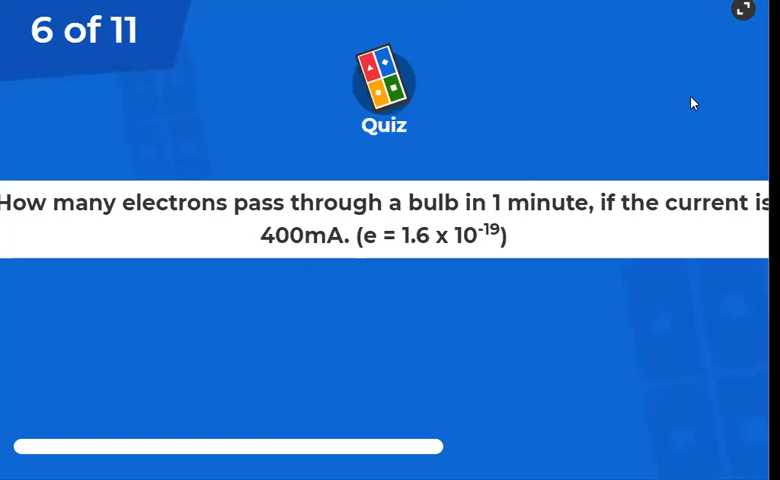 6 of 11
Quiz
How many electrons pass through a bulb in 1 minute, if the current is
400mA. (e = 1.6 x 10⁻¹⁹)